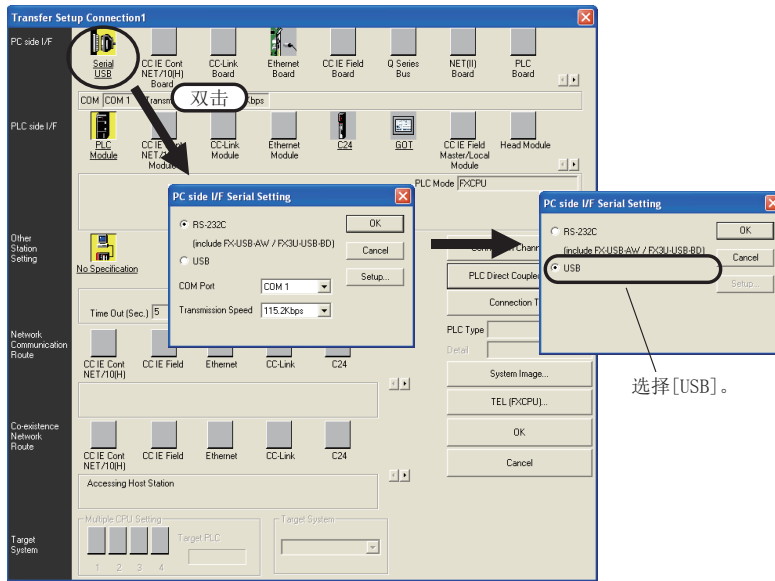 Transfer Setup Connection1
PC side I/F
Serial
USB
CC IE Cont
NET/10(H)
Board
CC-Link
Board
Ethernet
Board
CC IE Field
Board
Q Series
Bus
NET(II)
Board
PLC
Board
COM COM 1
双击
PLC side I/F
PLC
Module
CC IE Cont
CC-Link
Module
Ethernet
Module
C24
GOT
CC IE Field
Master/Local
Module
Head Module
PLC Mode FXCPU
PC side I/F Serial Setting
RS-232C
(include FX-USB-AW / FX3U-USB-BD)
USB
COM Port COM 1
Transmission Speed 115.2Kbps
OK
Cancel
Setup...
PC side I/F Serial Setting
RS-232C
(include FX-USB-AW / FX3U-USB-BD)
USB
OK
Cancel
Setup...
选择[USB]。
Other
Station
Setting
No Specification
Time Out (Sec.) 5
PLC Direct Coupled
PLC Type
Detail
System Image...
TEL (FXCPU)...
OK
Cancel
Network
Communication
Route
CC IE Cont
NET/10(H)
CC IE Field
Ethernet
CC-Link
C24
Co-existence
Network
Route
CC IE Cont
NET/10(H)
CC IE Field
Ethernet
CC-Link
C24
Accessing Host Station
Target
System
Multiple CPU Setting
1 2 3 4
Target PLC
Target System